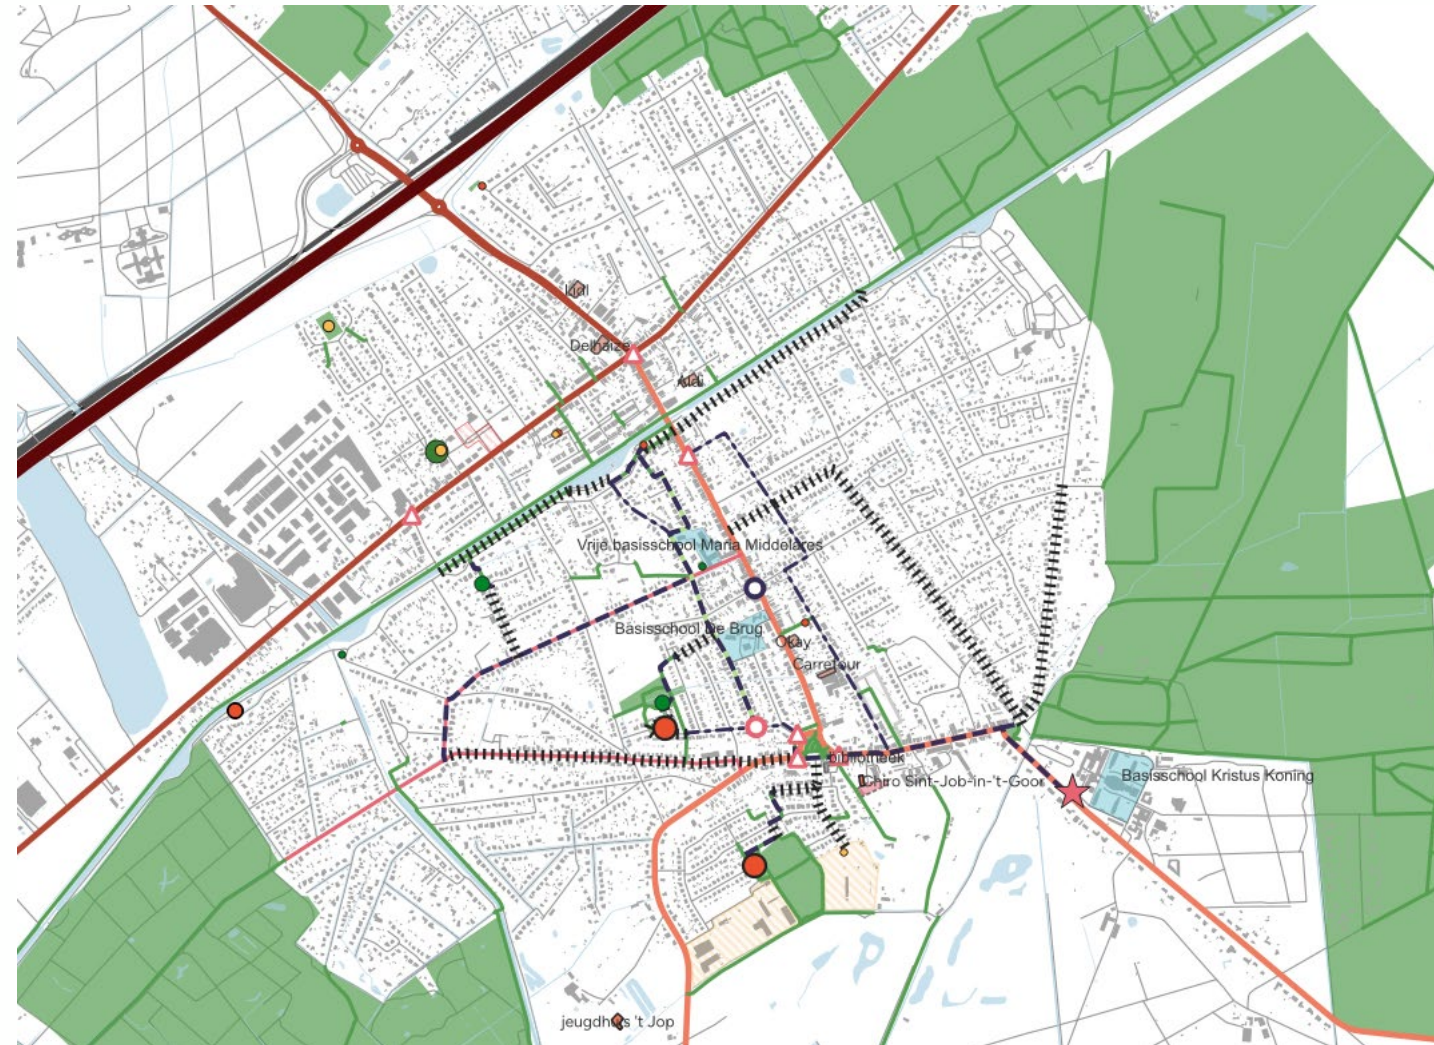 Lidl
Delhaize
Aldi
Vrije basisschool Maria Middelares
Basisschool De Brug
Okay
Carrefour
bibliotheek
Chiro Sint-Job-in-'t-Goor
Basisschool Kristus Koning
jeugdhuis 't Jop